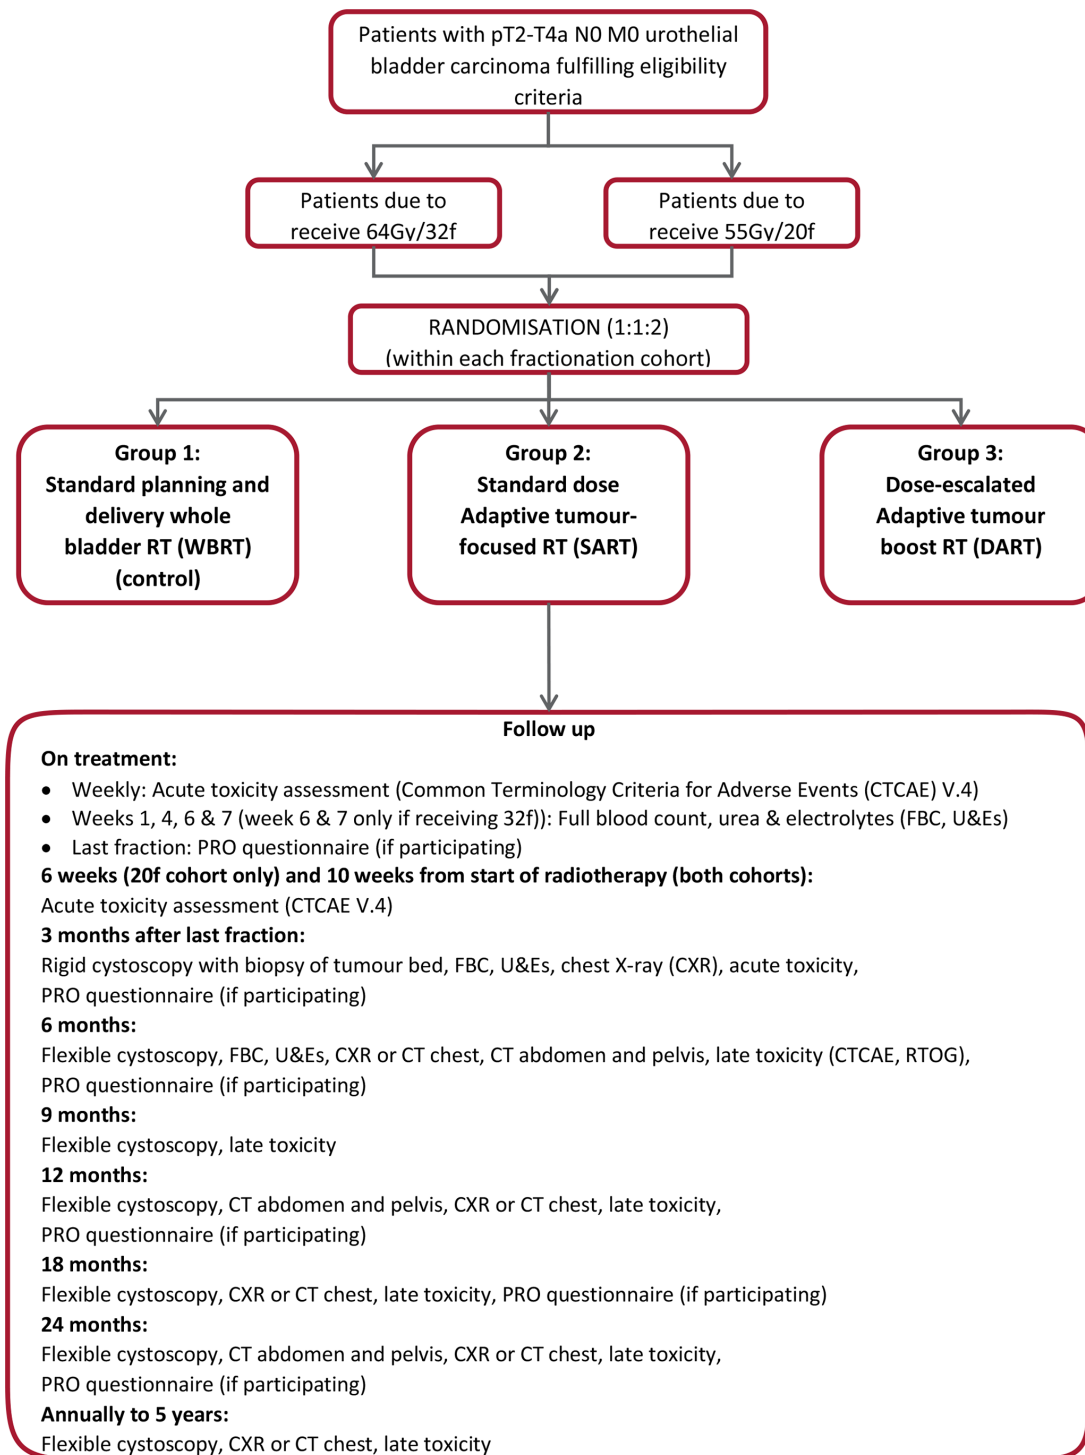 Patients with pT2-T4a N0 M0 urothelial
bladder carcinoma fulfilling eligibility
criteria
Patients due to
receive 64Gy/32f
Patients due to
receive 55Gy/20f
RANDOMISATION (1:1:2)
(within each fractionation cohort)
Group 1:
Standard planning and
delivery whole
bladder RT (WBRT)
(control)
Group 2:
Standard dose
Adaptive tumour-
focused RT (SART)
Group 3:
Dose-escalated
Adaptive tumour
boost RT (DART)
Follow up
On treatment:
• Weekly: Acute toxicity assessment (Common Terminology Criteria for Adverse Events (CTCAE) V.4)
• Weeks 1, 4, 6 & 7 (week 6 & 7 only if receiving 32f)): Full blood count, urea & electrolytes (FBC, U&Es)
• Last fraction: PRO questionnaire (if participating)
6 weeks (20f cohort only) and 10 weeks from start of radiotherapy (both cohorts):
Acute toxicity assessment (CTCAE V.4)
3 months after last fraction:
Rigid cystoscopy with biopsy of tumour bed, FBC, U&Es, chest X-ray (CXR), acute toxicity,
PRO questionnaire (if participating)
6 months:
Flexible cystoscopy, FBC, U&Es, CXR or CT chest, CT abdomen and pelvis, late toxicity (CTCAE, RTOG),
PRO questionnaire (if participating)
9 months:
Flexible cystoscopy, late toxicity
12 months:
Flexible cystoscopy, CT abdomen and pelvis, CXR or CT chest, late toxicity,
PRO questionnaire (if participating)
18 months:
Flexible cystoscopy, CXR or CT chest, late toxicity, PRO questionnaire (if participating)
24 months:
Flexible cystoscopy, CT abdomen and pelvis, CXR or CT chest, late toxicity,
PRO questionnaire (if participating)
Annually to 5 years:
Flexible cystoscopy, CXR or CT chest, late toxicity